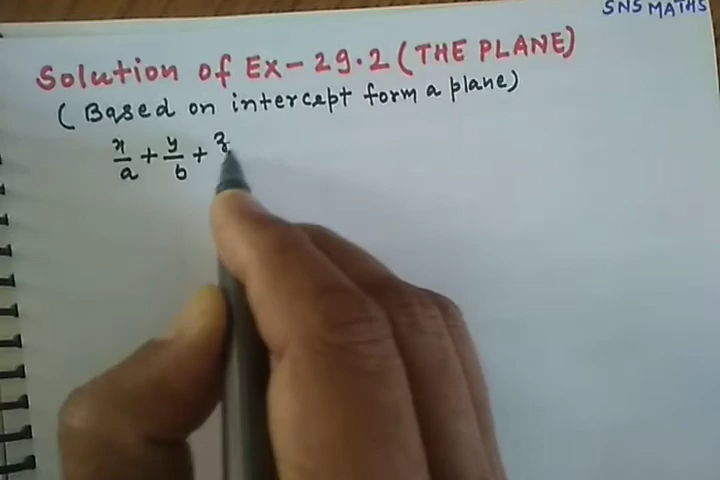 SNS MATHS
Solution of Ex-29.2 (THE PLANE)
(Based on intercept form a plane)
x/a + y/b + z